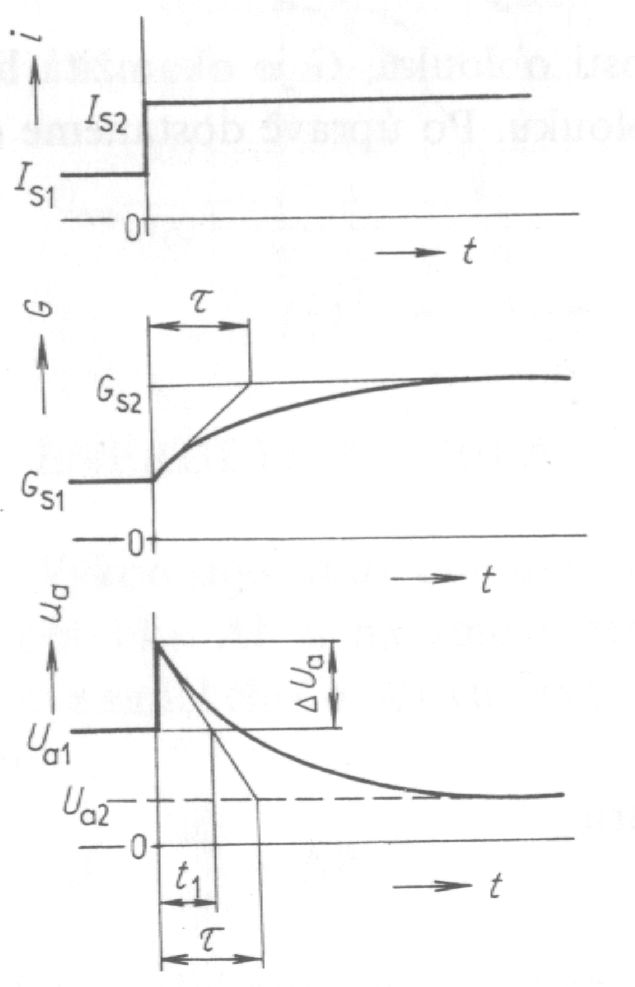 i
I_S2
I_S1
0
t
τ
G
G_S2
G_S1
0
t
u_a
ΔU_a
U_a1
U_a2
0
t_1
t
τ